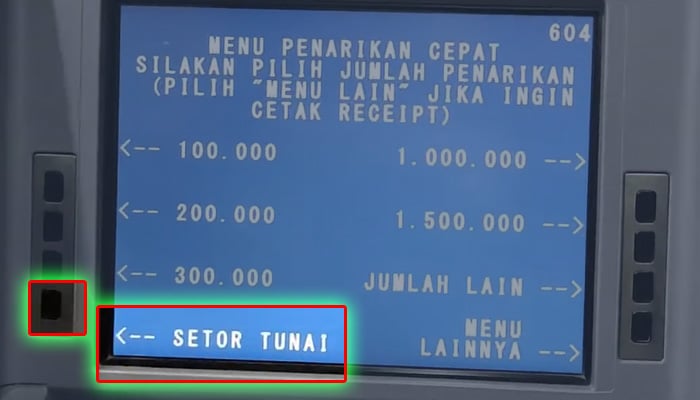 604
MENU PENARIKAN CEPAT
SILAKAN PILIH JUMLAH PENARIKAN
(PILIH "MENU LAIN" JIKA INGIN
CETAK RECEIPT)
<-- 100.000
1.000.000 -->
<-- 200.000
1.500.000 -->
<-- 300.000
JUMLAH LAIN -->
<-- SETOR TUNAI
MENU
LAINNYA -->